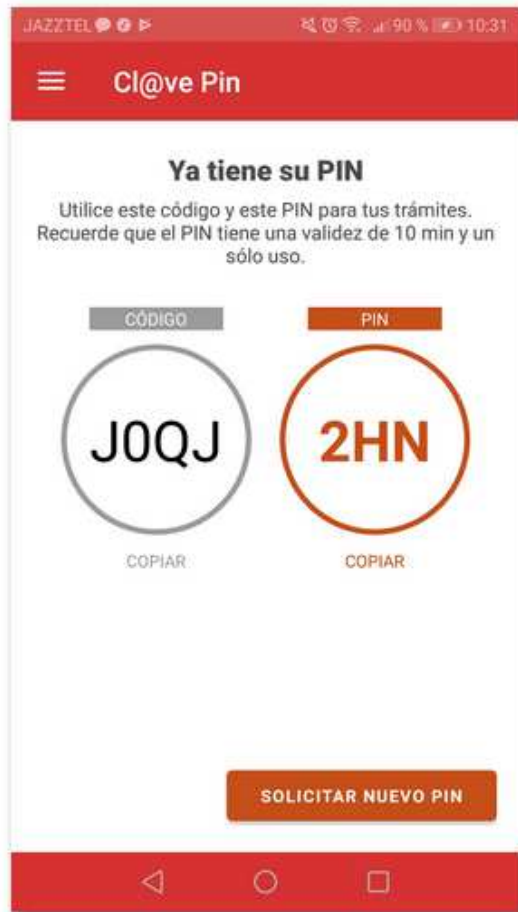 JAZZTEL 90 % 10:31
Cl@ve Pin
Ya tiene su PIN
Utilice este código y este PIN para tus trámites.
Recuerde que el PIN tiene una validez de 10 min y un
sólo uso.
CÓDIGO PIN
J0QJ 2HN
COPIAR COPIAR
SOLICITAR NUEVO PIN